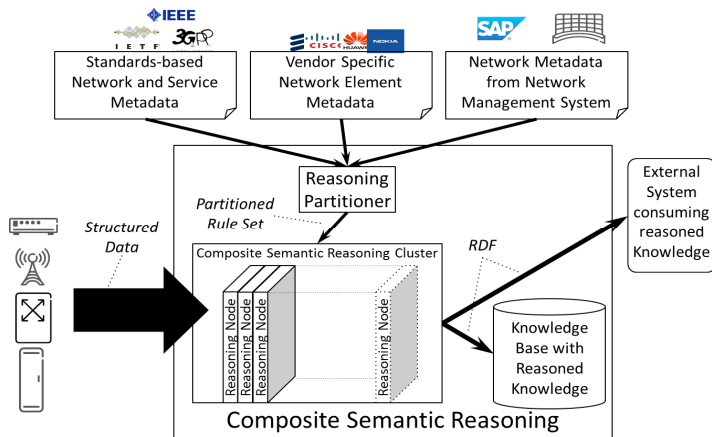 IEEE
I E T F
3GPP
CISCO
HUAWEI
NOKIA
SAP
Standards-based
Network and Service
Metadata
Vendor Specific
Network Element
Metadata
Network Metadata
from Network
Management System
Reasoning
Partitioner
Partitioned
Rule Set
Structured
Data
Composite Semantic Reasoning Cluster
Reasoning Node
Reasoning Node
Reasoning Node
Reasoning Node
RDF
External
System
consuming
reasoned
Knowledge
Knowledge
Base with
Reasoned
Knowledge
Composite Semantic Reasoning